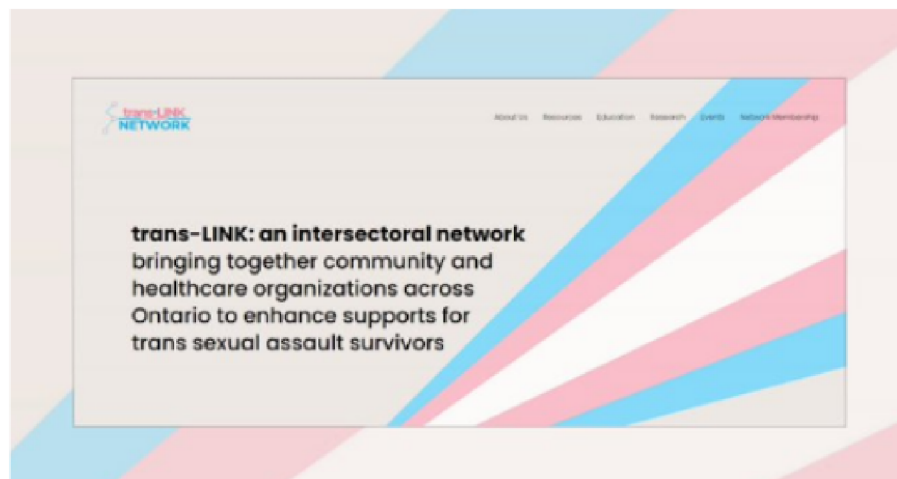 trans-LINK
NETWORK
About Us Resources Education Research Events Network Membership
trans-LINK: an intersectoral network
bringing together community and
healthcare organizations across
Ontario to enhance supports for
trans sexual assault survivors